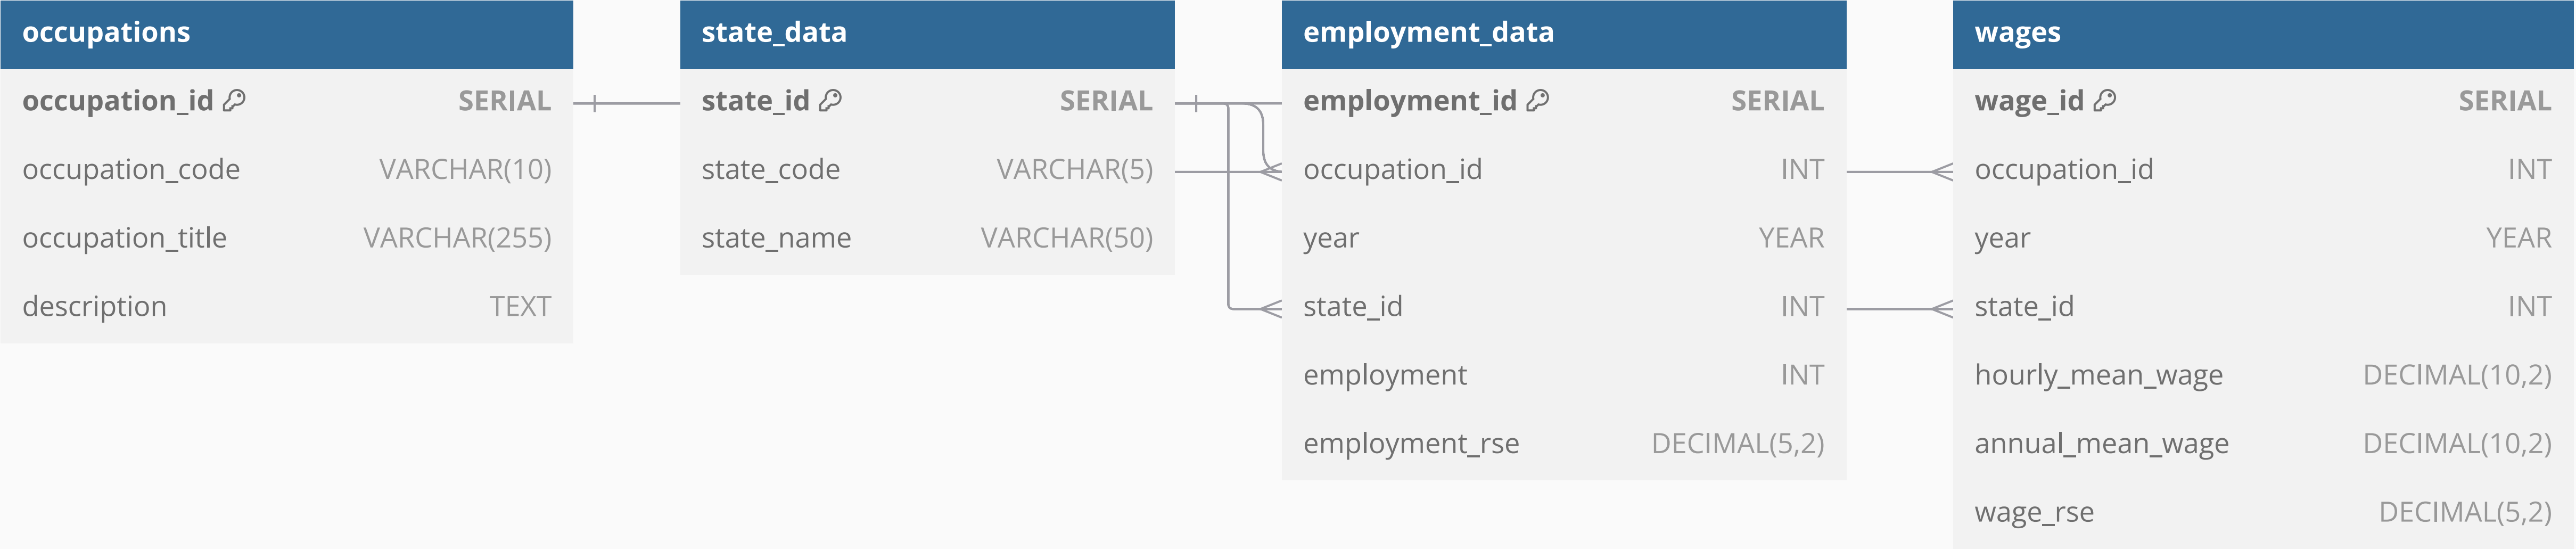 occupations
occupation_id SERIAL
occupation_code VARCHAR(10)
occupation_title VARCHAR(255)
description TEXT
state_data
state_id SERIAL
state_code VARCHAR(5)
state_name VARCHAR(50)
employment_data
employment_id SERIAL
occupation_id INT
year YEAR
state_id INT
employment INT
employment_rse DECIMAL(5,2)
wages
wage_id SERIAL
occupation_id INT
year YEAR
state_id INT
hourly_mean_wage DECIMAL(10,2)
annual_mean_wage DECIMAL(10,2)
wage_rse DECIMAL(5,2)